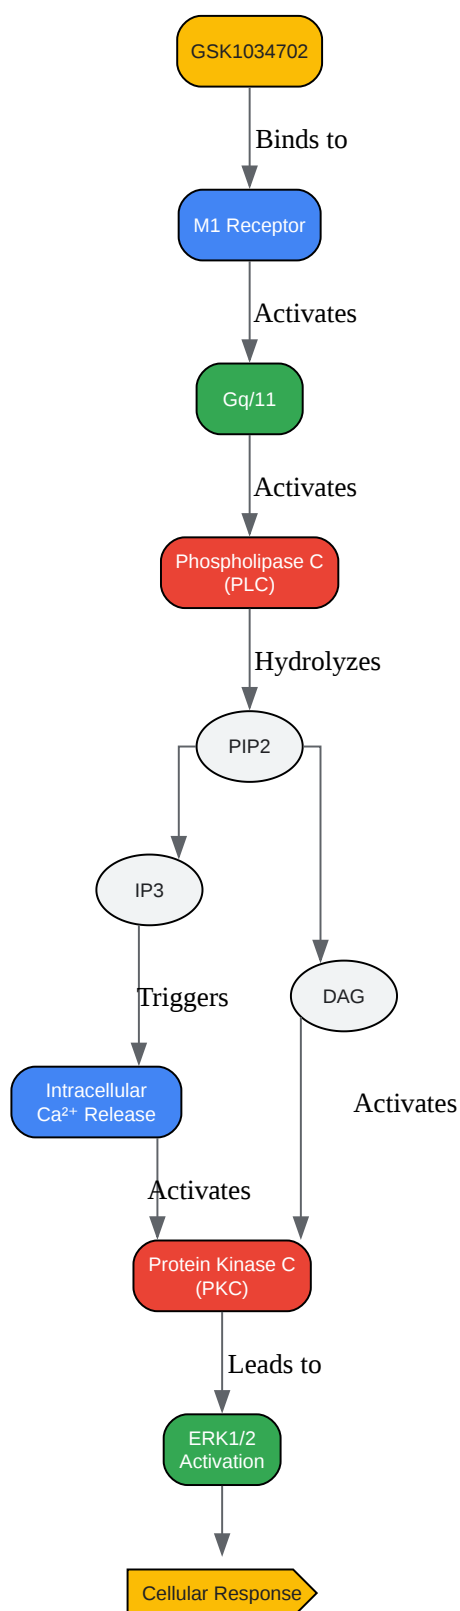 GSK1034702
Binds to
M1 Receptor
Activates
Gq/11
Activates
Phospholipase C
(PLC)
Hydrolyzes
PIP2
IP3
DAG
Triggers
Intracellular
Ca²⁺ Release
Activates
Activates
Protein Kinase C
(PKC)
Leads to
ERK1/2
Activation
Cellular Response